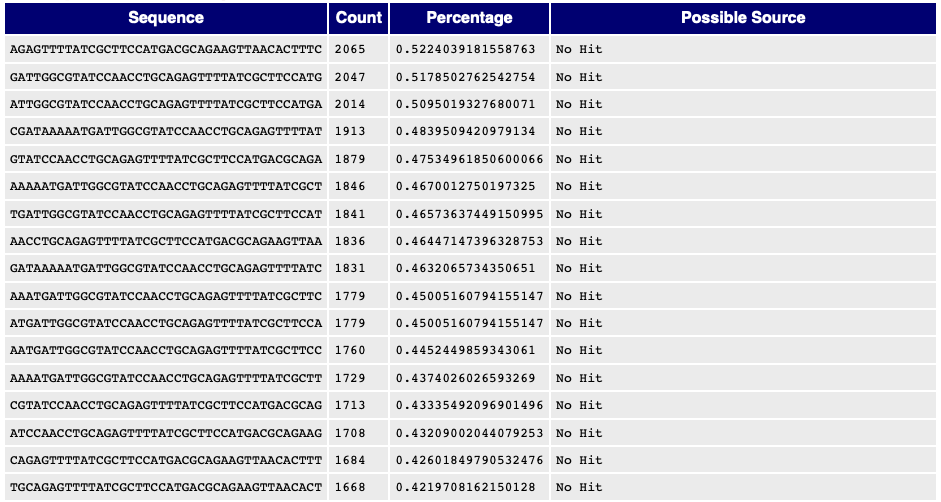 Sequence Count Percentage Possible Source
AGAGTTTTATCGCTTCCATGACGCAGAAGTTAACACTTTC 2065 0.5224039181558763 No Hit
GATTGGCGTATCCAACCTGCAGAGTTTTATCGCTTCCATG 2047 0.5178502762542754 No Hit
ATTGGCGTATCCAACCTGCAGAGTTTTATCGCTTCCATGA 2014 0.5095019327680071 No Hit
CGATAAAAATGATTGGCGTATCCAACCTGCAGAGTTTTAT 1913 0.4839509420979134 No Hit
GTATCCAACCTGCAGAGTTTTATCGCTTCCATGACGCAGA 1879 0.47534961850600066 No Hit
AAAAATGATTGGCGTATCCAACCTGCAGAGTTTTATCGCT 1846 0.4670012750197325 No Hit
TGATTGGCGTATCCAACCTGCAGAGTTTTATCGCTTCCAT 1841 0.46573637449150995 No Hit
AACCTGCAGAGTTTTATCGCTTCCATGACGCAGAAGTTAA 1836 0.46447147396328753 No Hit
GATAAAAATGATTGGCGTATCCAACCTGCAGAGTTTTATC 1831 0.4632065734350651 No Hit
AAATGATTGGCGTATCCAACCTGCAGAGTTTTATCGCTTC 1779 0.45005160794155147 No Hit
ATGATTGGCGTATCCAACCTGCAGAGTTTTATCGCTTCCA 1779 0.45005160794155147 No Hit
AATGATTGGCGTATCCAACCTGCAGAGTTTTATCGCTTCC 1760 0.4452449859343061 No Hit
AAAATGATTGGCGTATCCAACCTGCAGAGTTTTATCGCTT 1729 0.4374026026593269 No Hit
CGTATCCAACCTGCAGAGTTTTATCGCTTCCATGACGCAG 1713 0.43335492096901496 No Hit
ATCCAACCTGCAGAGTTTTATCGCTTCCATGACGCAGAAG 1708 0.43209002044079253 No Hit
CAGAGTTTTATCGCTTCCATGACGCAGAAGTTAACACTTT 1684 0.42601849790532476 No Hit
TGCAGAGTTTTATCGCTTCCATGACGCAGAAGTTAACACT 1668 0.4219708162150128 No Hit